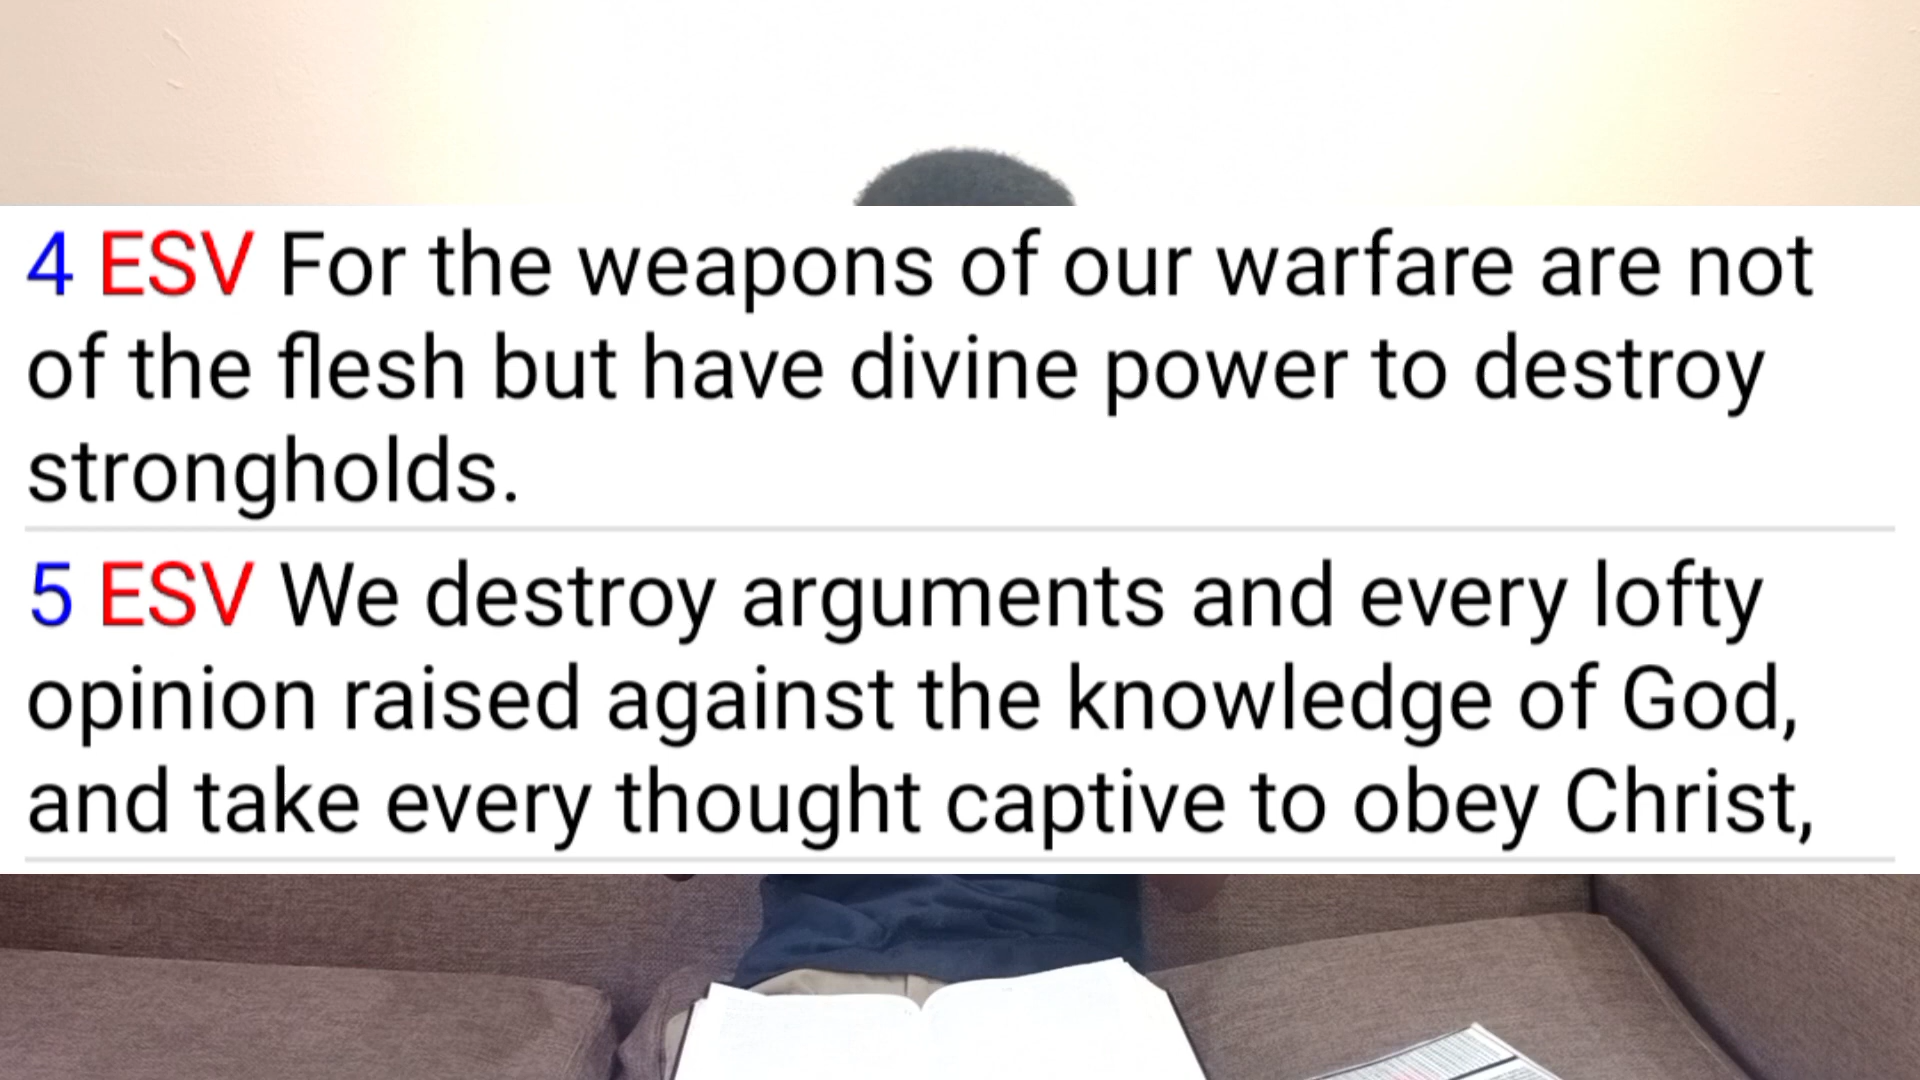 4 ESV For the weapons of our warfare are not
of the flesh but have divine power to destroy
strongholds.
5 ESV We destroy arguments and every lofty
opinion raised against the knowledge of God,
and take every thought captive to obey Christ,